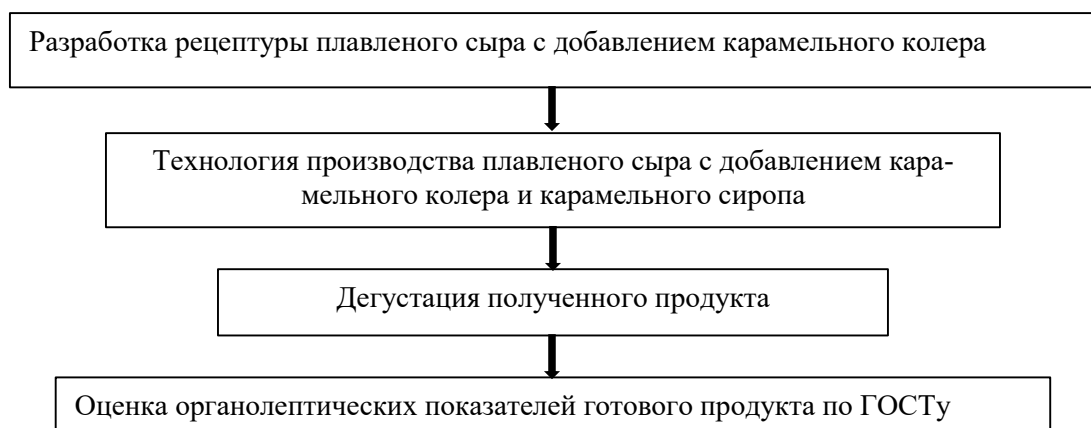 Разработка рецептуры плавленого сыра с добавлением карамельного колера
Технология производства плавленого сыра с добавлением кара-
мельного колера и карамельного сиропа
Дегустация полученного продукта
Оценка органолептических показателей готового продукта по ГОСТу